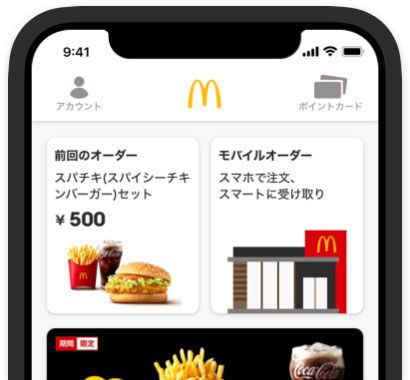 9:41
アカウント
ポイントカード
前回のオーダー
スパチキ(スパイシーチキ
ンバーガー)セット
¥ 500
モバイルオーダー
スマホで注文、
スマートに受け取り
期間 限定
Coca-Cola